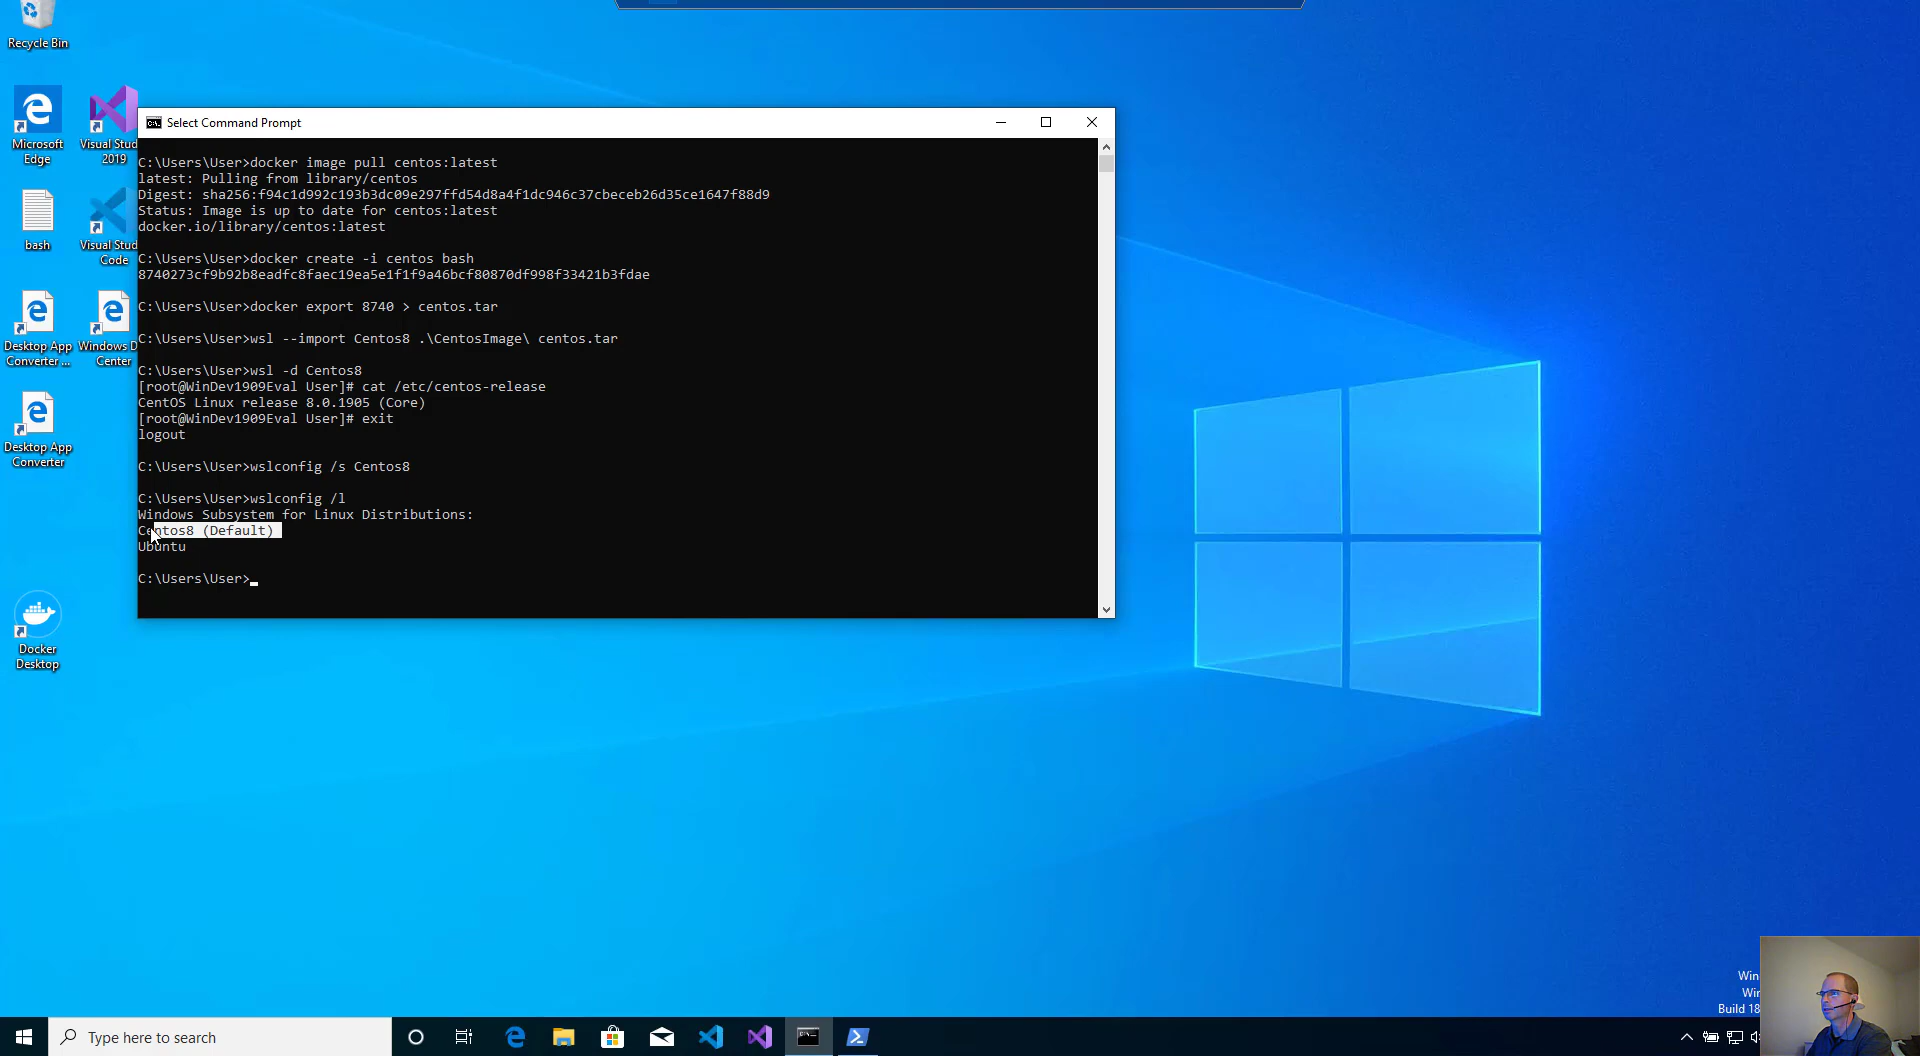 Recycle Bin
Microsoft
Edge
Visual Stud
2019
bash
Visual Stud
Code
Desktop App
Converter ...
Windows D
Center
Desktop App
Converter
Docker
Desktop
Select Command Prompt
C:\Users\User>docker image pull centos:latest
latest: Pulling from library/centos
Digest: sha256:f94c1d992c193b3dc09e297ffd54d8a4f1dc946c37cbeceb26d35ce1647f88d9
Status: Image is up to date for centos:latest
docker.io/library/centos:latest
C:\Users\User>docker create -i centos bash
8740273cf9b92b8eadfc8faec19ea5e1f1f9a46bcf80870df998f33421b3fdae
C:\Users\User>docker export 8740 > centos.tar
C:\Users\User>wsl --import Centos8 .\CentosImage\ centos.tar
C:\Users\User>wsl -d Centos8
[root@WinDev1909Eval User]# cat /etc/centos-release
CentOS Linux release 8.0.1905 (Core)
[root@WinDev1909Eval User]# exit
logout
C:\Users\User>wslconfig /s Centos8
C:\Users\User>wslconfig /l
Windows Subsystem for Linux Distributions:
Centos8 (Default)
Ubuntu
C:\Users\User>
Win
Wir
Build 18
Type here to search